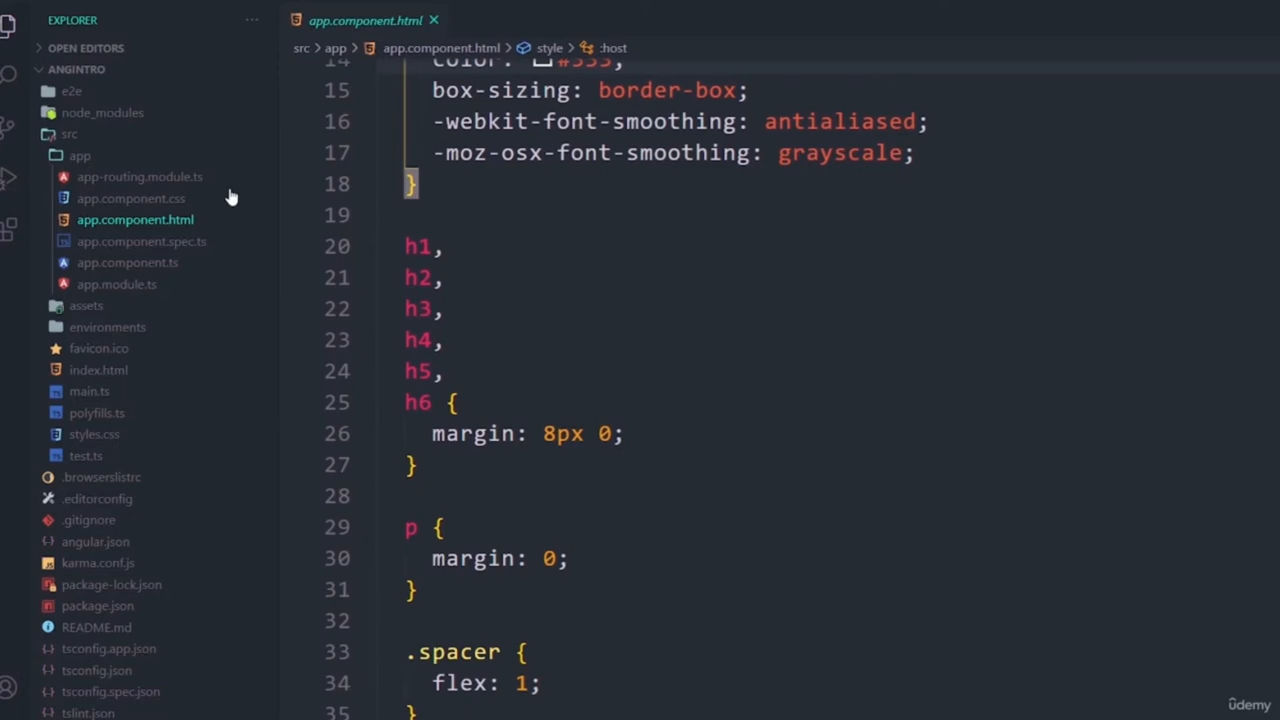 EXPLORER
OPEN EDITORS
ANGINTRO
e2e
node_modules
src
app
app-routing.module.ts
app.component.css
app.component.html
app.component.spec.ts
app.component.ts
app.module.ts
assets
environments
favicon.ico
index.html
main.ts
polyfills.ts
styles.css
test.ts
.browserslistrc
.editorconfig
.gitignore
angular.json
karma.conf.js
package-lock.json
package.json
README.md
tsconfig.app.json
tsconfig.json
tsconfig.spec.json
tslint.json
app.component.html
src > app > app.component.html > style > :host
14 color: #333;
15 box-sizing: border-box;
16 -webkit-font-smoothing: antialiased;
17 -moz-osx-font-smoothing: grayscale;
18 }
19
20 h1,
21 h2,
22 h3,
23 h4,
24 h5,
25 h6 {
26 margin: 8px 0;
27 }
28
29 p {
30 margin: 0;
31 }
32
33 .spacer {
34 flex: 1;
35 }
ûdemy